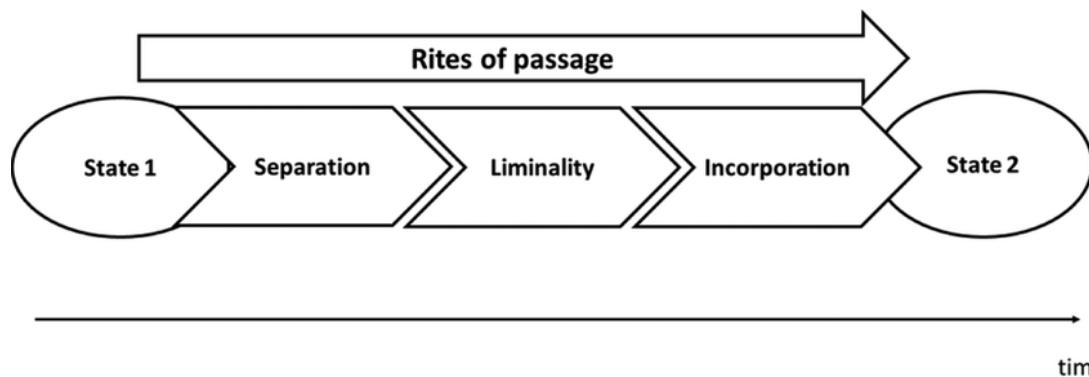 Rites of passage
State 1
Separation
Liminality
Incorporation
State 2
tim